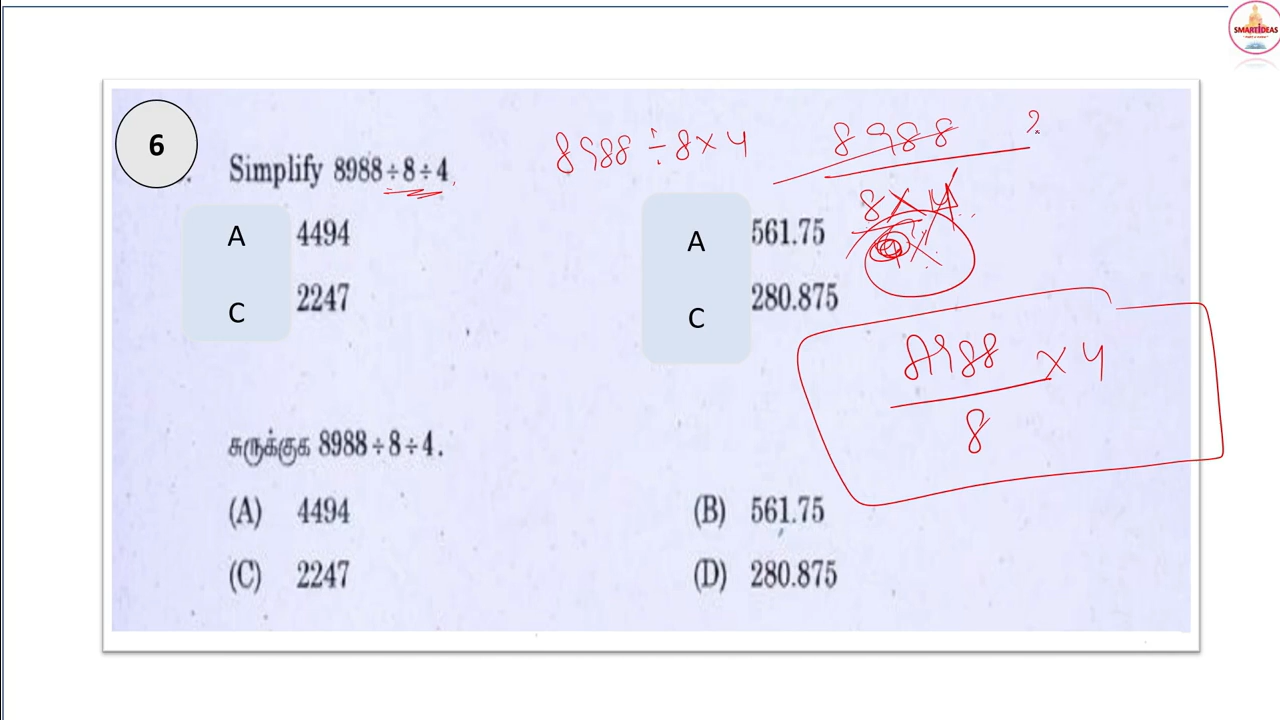 SMARTIDEAS
6
Simplify 8988÷8÷4
8988 ÷ 8 × 4
8988
8 × 4
?
A 4494
A 561.75
C 2247
C 280.875
8988 × 4
8
சுருக்குக 8988÷8÷4.
(A) 4494
(B) 561.75
(C) 2247
(D) 280.875